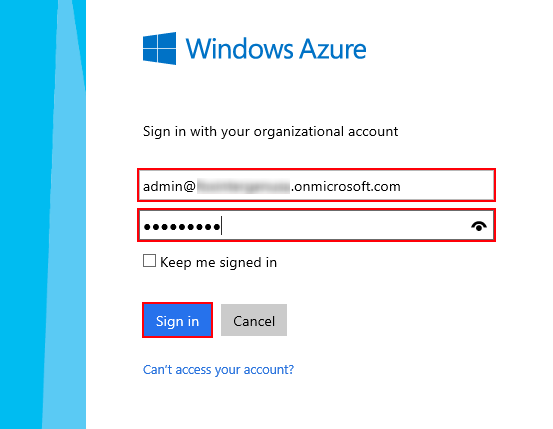 Windows Azure
Sign in with your organizational account
admin@ .onmicrosoft.com
•••••••••
Keep me signed in
Sign in Cancel
Can't access your account?